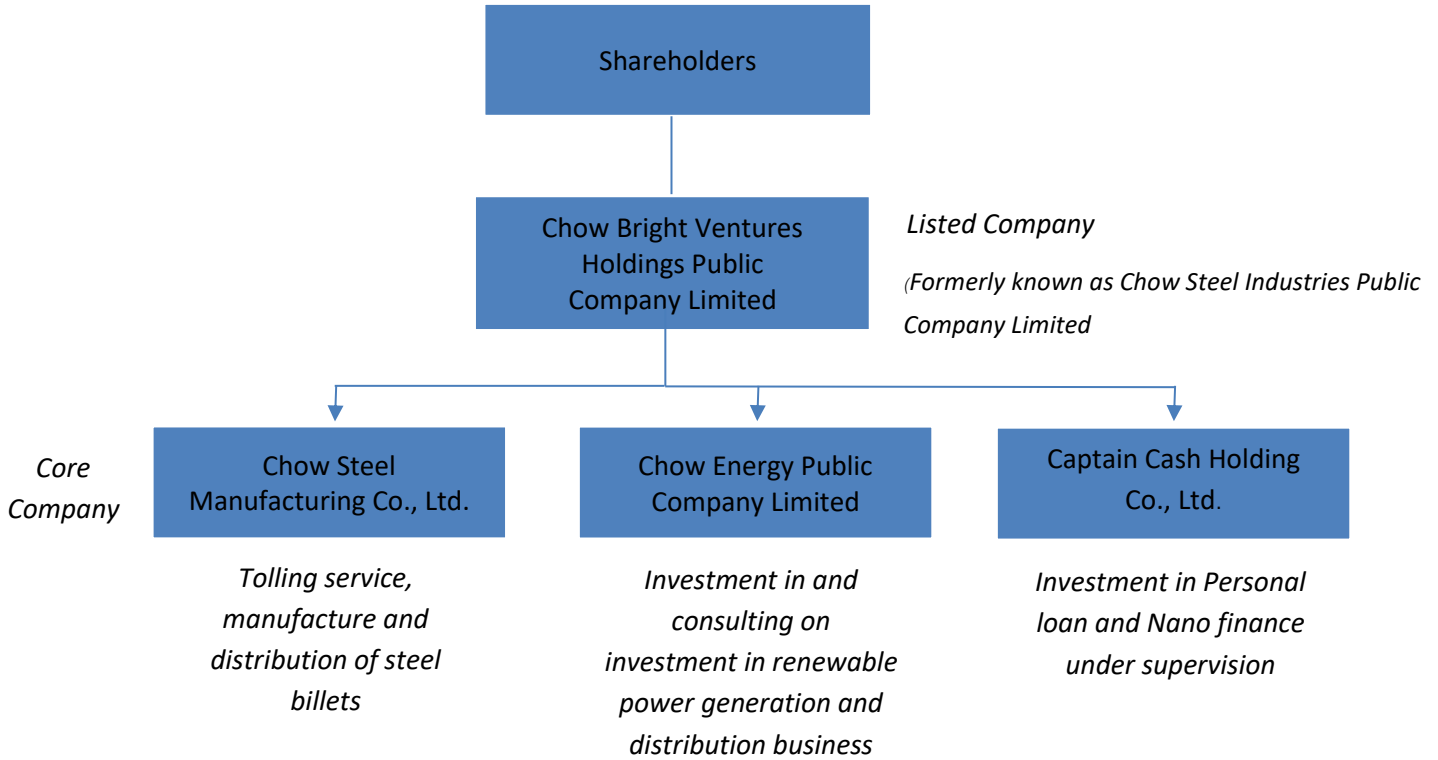 Shareholders
Chow Bright Ventures
Holdings Public
Company Limited
Listed Company
(Formerly known as Chow Steel Industries Public
Company Limited
Core
Company
Chow Steel
Manufacturing Co., Ltd.
Chow Energy Public
Company Limited
Captain Cash Holding
Co., Ltd.
Tolling service,
manufacture and
distribution of steel
billets
Investment in and
consulting on
investment in renewable
power generation and
distribution business
Investment in Personal
loan and Nano finance
under supervision